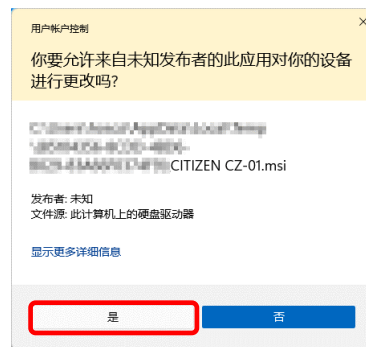 用户帐户控制
×
你要允许来自未知发布者的此应用对你的设备
进行更改吗?
CITIZEN CZ-01.msi
发布者: 未知
文件源: 此计算机上的硬盘驱动器
显示更多详细信息
是
否